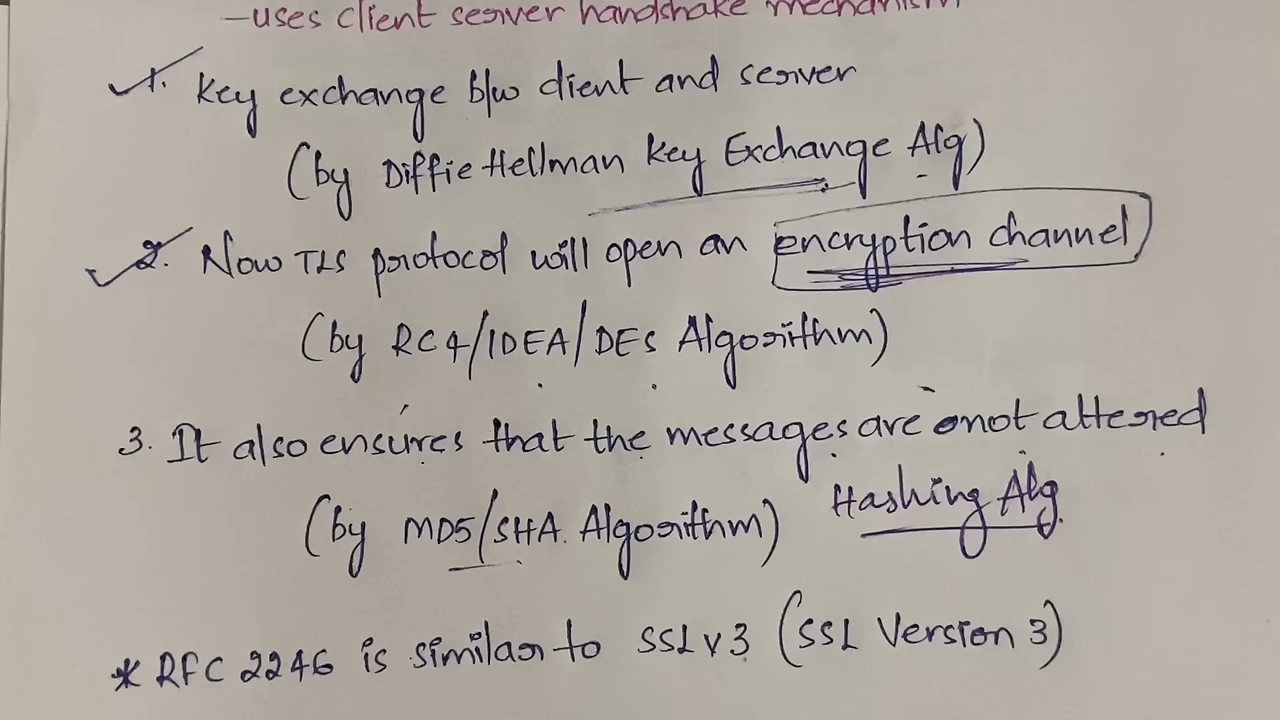 -uses client server handshake mechanism
1. Key exchange b/w client and server
(by Diffie Hellman Key Exchange Alg)
2. Now TLS protocol will open an encryption channel
(by RC4/IDEA/DES Algorithm)
3. It also ensures that the messages are not altered
(by MD5/SHA. Algorithm) Hashing Alg.
* RFC 2246 is similar to SSLv3 (SSL Version 3)